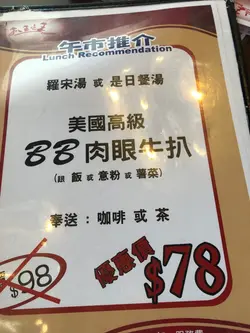 午市推介
Lunch Recommendation
羅宋湯 或 是日餐湯
美國高級
BB肉眼牛扒
(跟 飯 或 意粉 或 薯菜)
奉送：咖啡 或 茶
$98
優惠價
$78